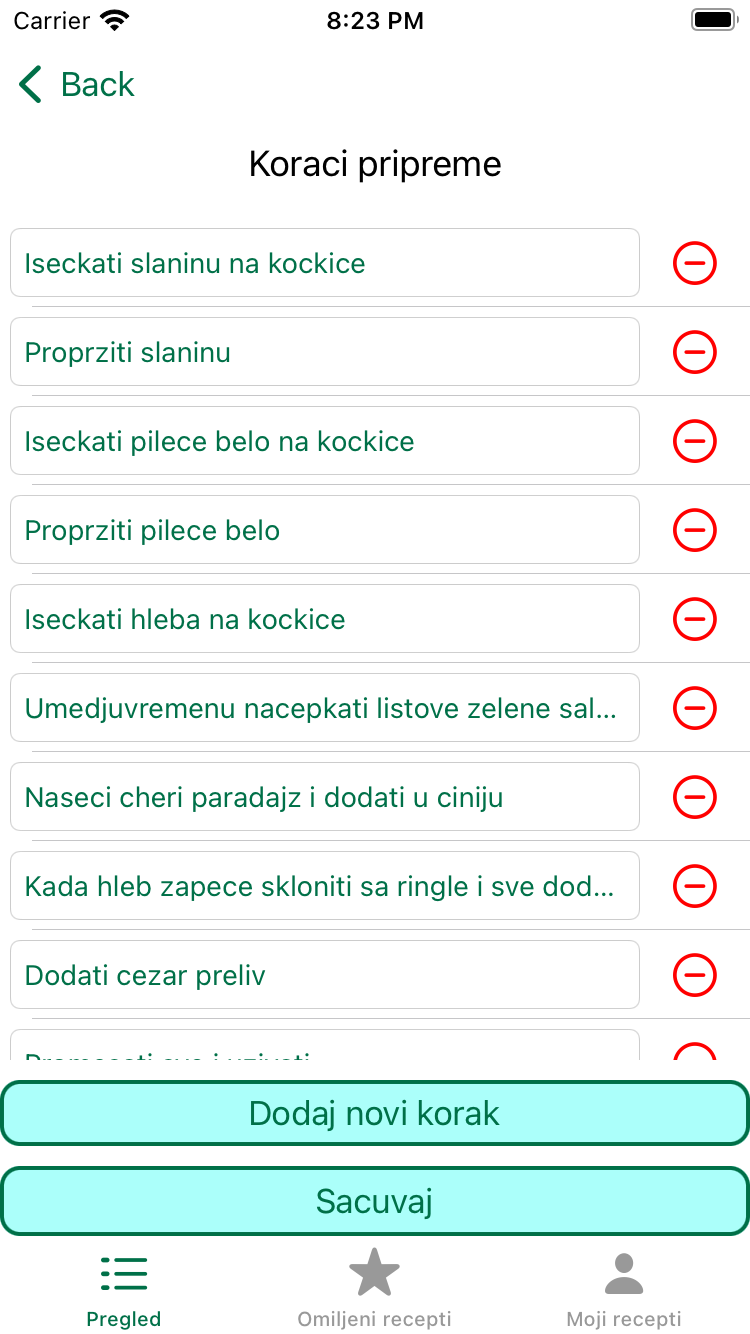 Carrier 8:23 PM
Back
Koraci pripreme
Iseckati slaninu na kockice
Proprziti slaninu
Iseckati pilece belo na kockice
Proprziti pilece belo
Iseckati hleba na kockice
Umedjuvremenu nacepkati listove zelene sal...
Naseci cheri paradajz i dodati u ciniju
Kada hleb zapece skloniti sa ringle i sve dod...
Dodati cezar preliv
Dodaj novi korak
Sacuvaj
Pregled Omiljeni recepti Moji recepti